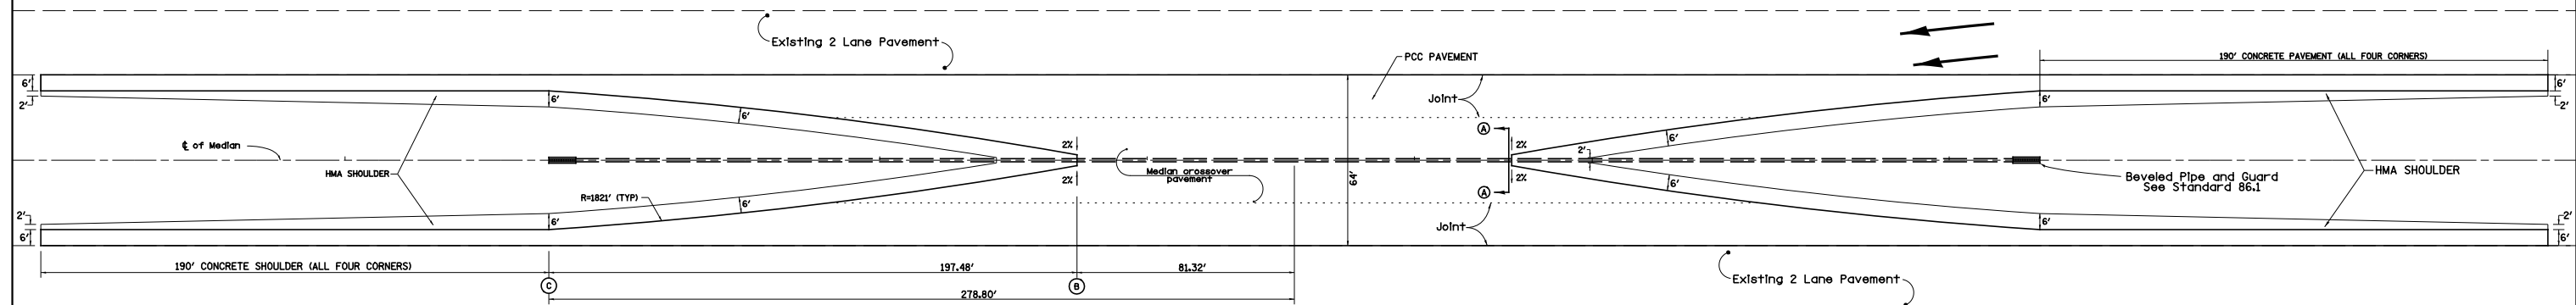 Existing 2 Lane Pavement
PCC PAVEMENT
190' CONCRETE PAVEMENT (ALL FOUR CORNERS)
6'
2'
6'
6'
Joint
6'
6'
6'
2'
℄ of Median
HMA SHOULDER
2%
2%
Median crossover
pavement
64'
A
A
2%
2%
2'
Beveled Pipe and Guard
See Standard 86.1
HMA SHOULDER
R=1821' (TYP)
2'
6'
6'
6'
Joint
6'
6'
2'
6'
190' CONCRETE SHOULDER (ALL FOUR CORNERS)
197.48'
81.32'
C
B
278.80'
Existing 2 Lane Pavement